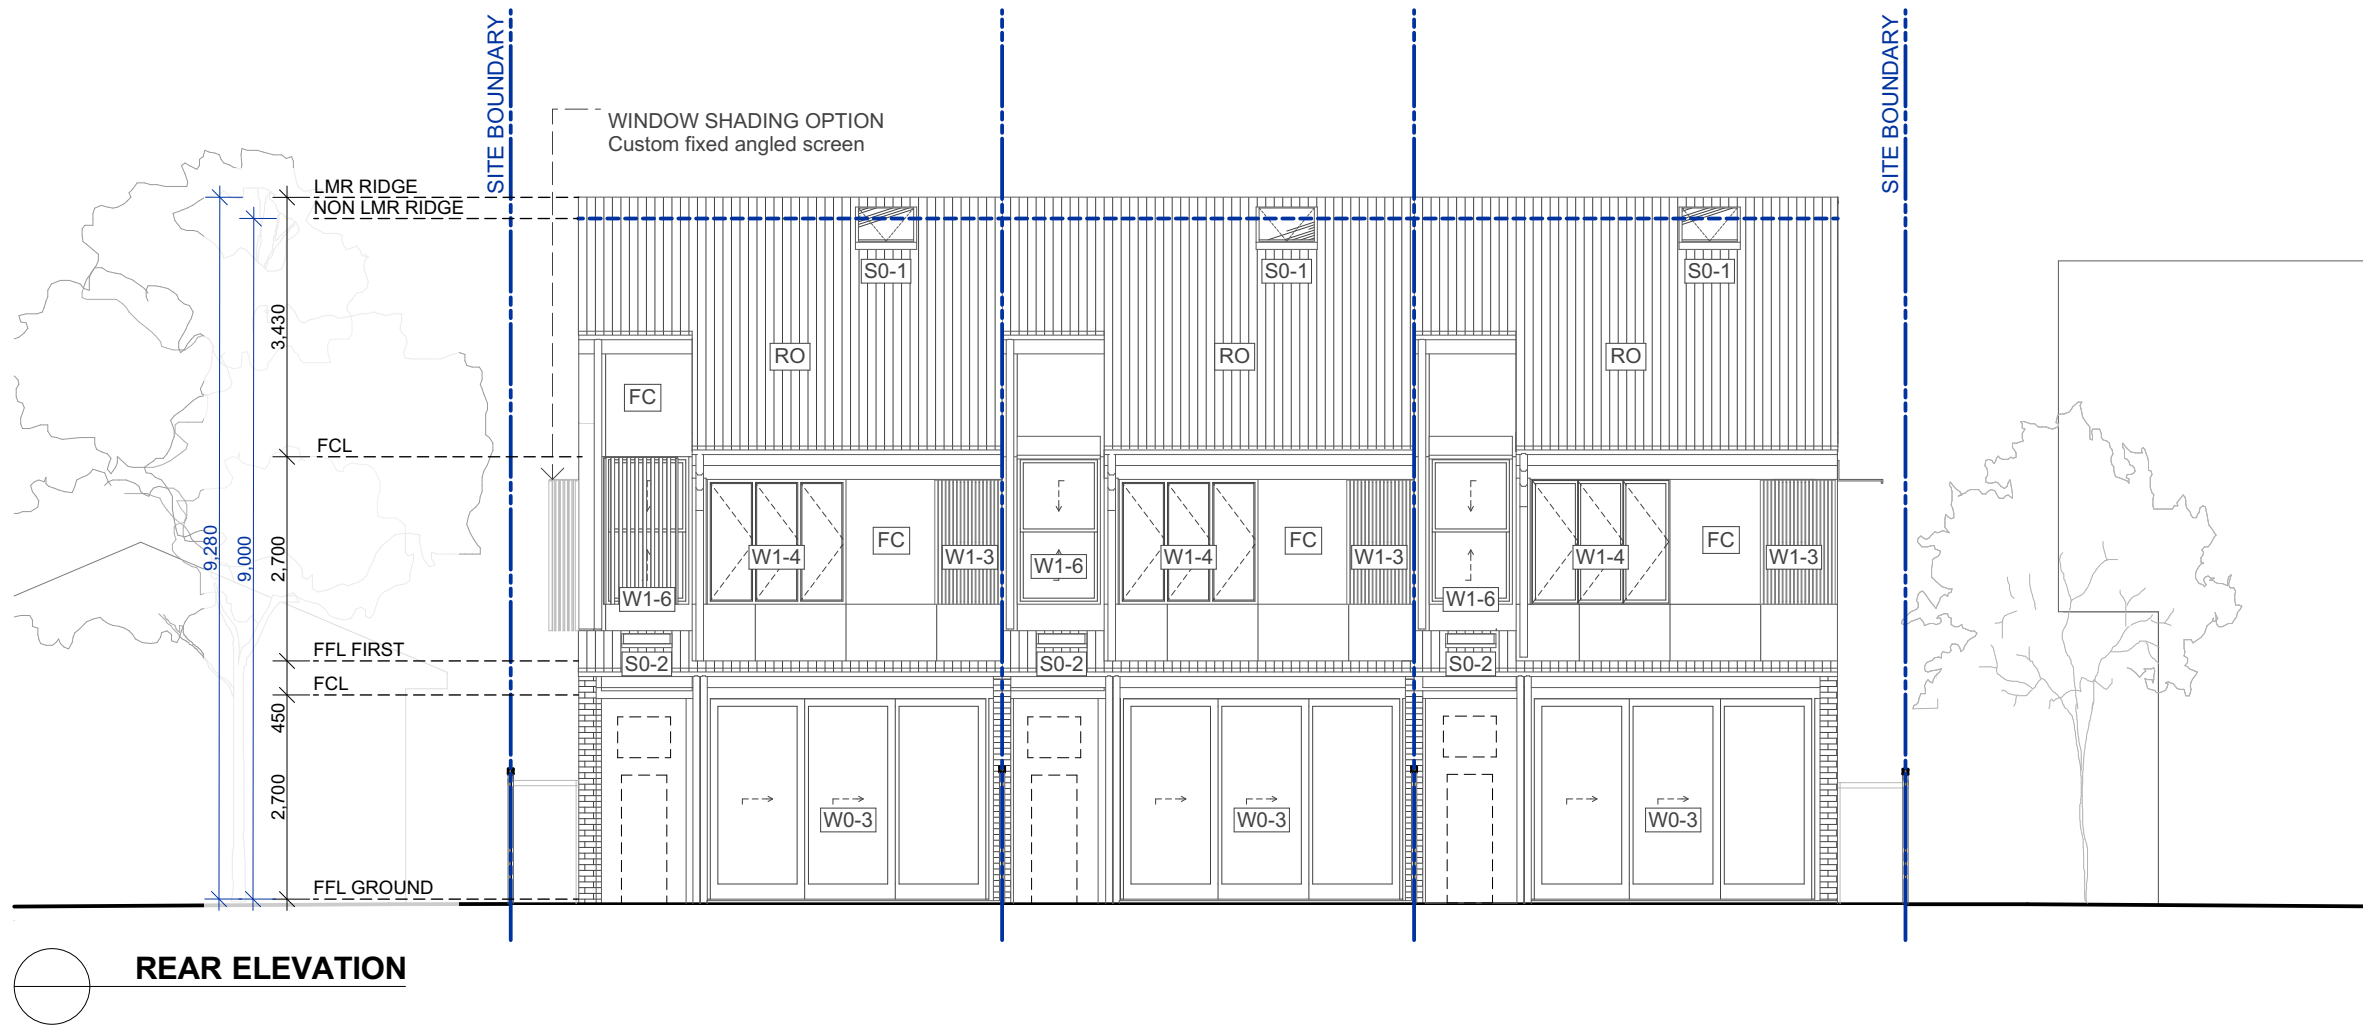 SITE BOUNDARY
SITE BOUNDARY
WINDOW SHADING OPTION
Custom fixed angled screen
LMR RIDGE
NON LMR RIDGE
S0-1
S0-1
S0-1
3,430
RO
RO
RO
FC
FCL
9,280
9,000
2,700
W1-4
FC
W1-3
W1-6
W1-4
FC
W1-3
W1-4
FC
W1-3
W1-6
W1-6
FFL FIRST
S0-2
S0-2
S0-2
FCL
450
2,700
W0-3
W0-3
W0-3
FFL GROUND
REAR ELEVATION